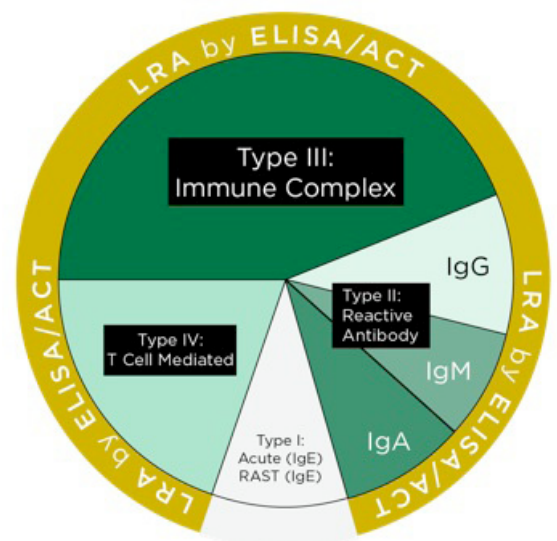 LRA by ELISA/ACT
Type III:
Immune Complex
IgG
Type II:
Reactive
Antibody
IgM
IgA
Type IV:
T Cell Mediated
Type I:
Acute (IgE)
RAST (IgE)
LRA by ELISA/ACT
LRA by ELISA/ACT